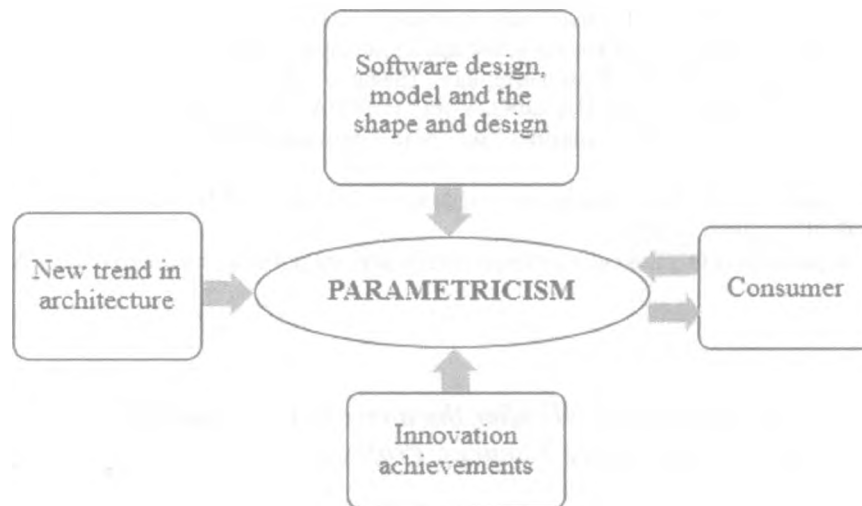 Software design,
model and the
shape and design
New trend in
architecture
PARAMETRICISM
Consumer
Innovation
achievements